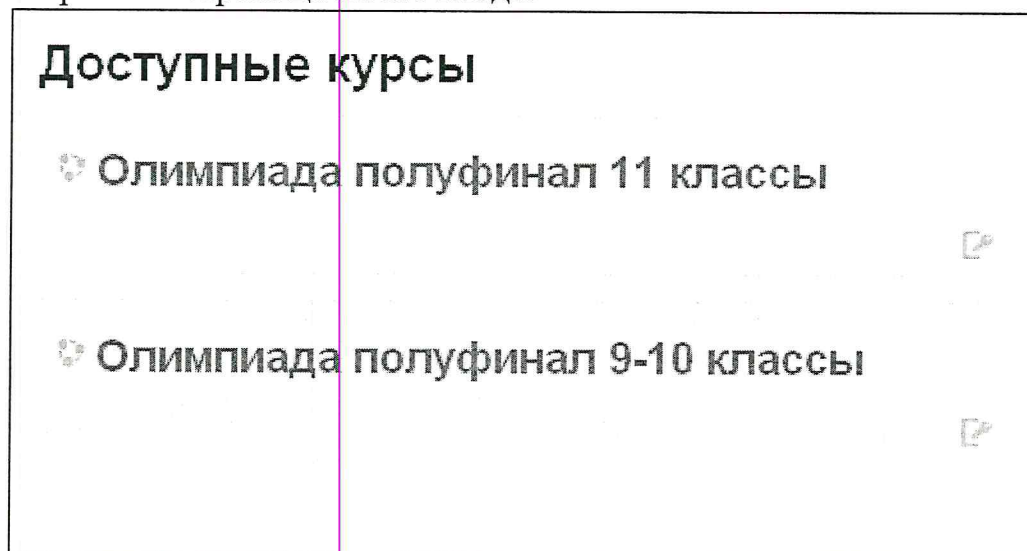 Доступные курсы
Олимпиада полуфинал 11 классы
Олимпиада полуфинал 9-10 классы